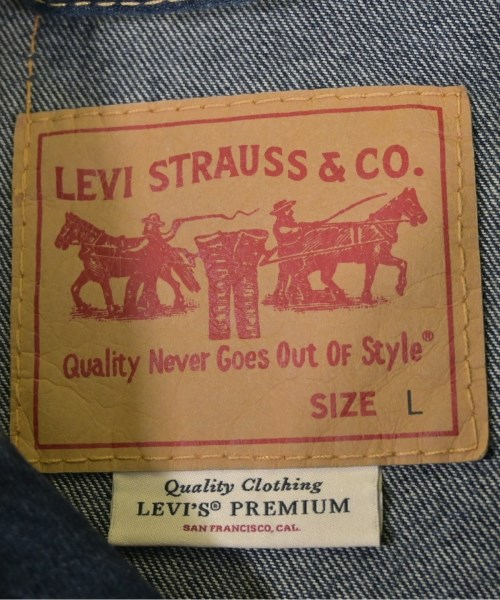 LEVI STRAUSS & CO.
Quality Never Goes Out Of Style®
SIZE L
Quality Clothing
LEVI'S® PREMIUM
SAN FRANCISCO, CAL.